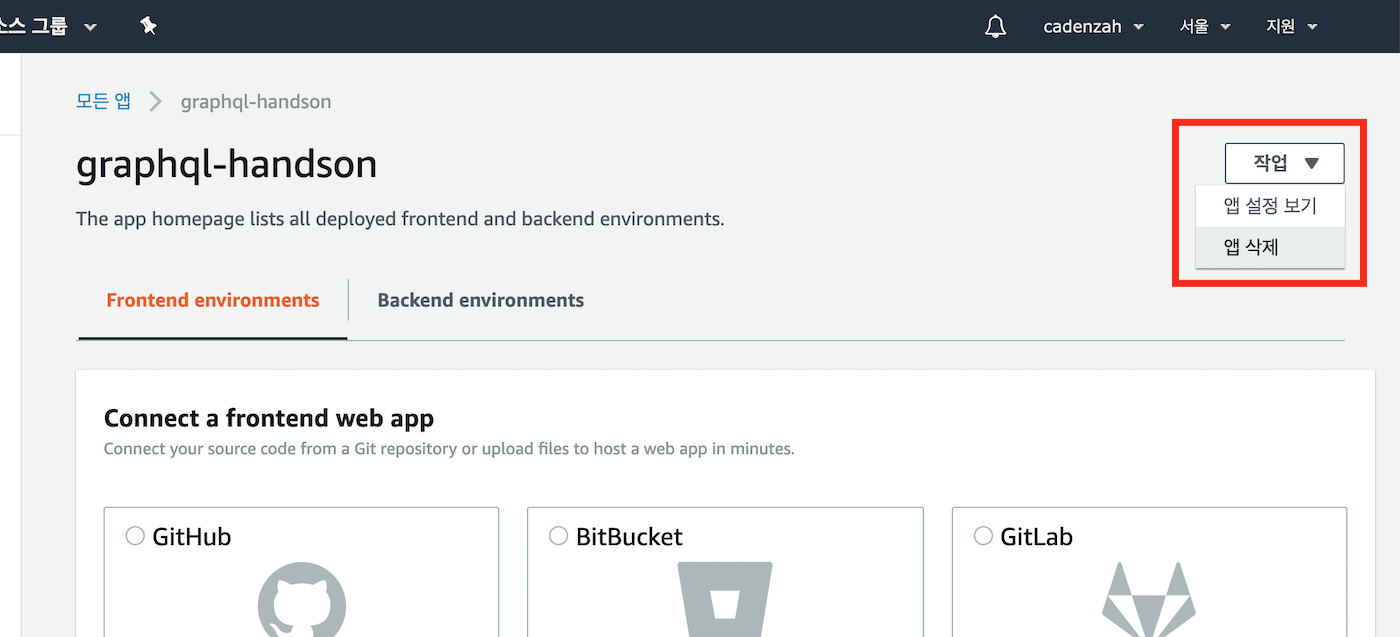 스 그룹
cadenzah 서울 지원
모든 앱 graphql-handson
graphql-handson
작업
앱 설정 보기
앱 삭제
The app homepage lists all deployed frontend and backend environments.
Frontend environments Backend environments
Connect a frontend web app
Connect your source code from a Git repository or upload files to host a web app in minutes.
GitHub BitBucket GitLab